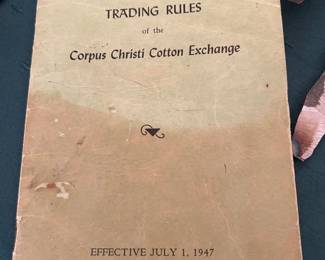 TRADING RULES
of the
Corpus Christi Cotton Exchange
EFFECTIVE JULY 1, 1947